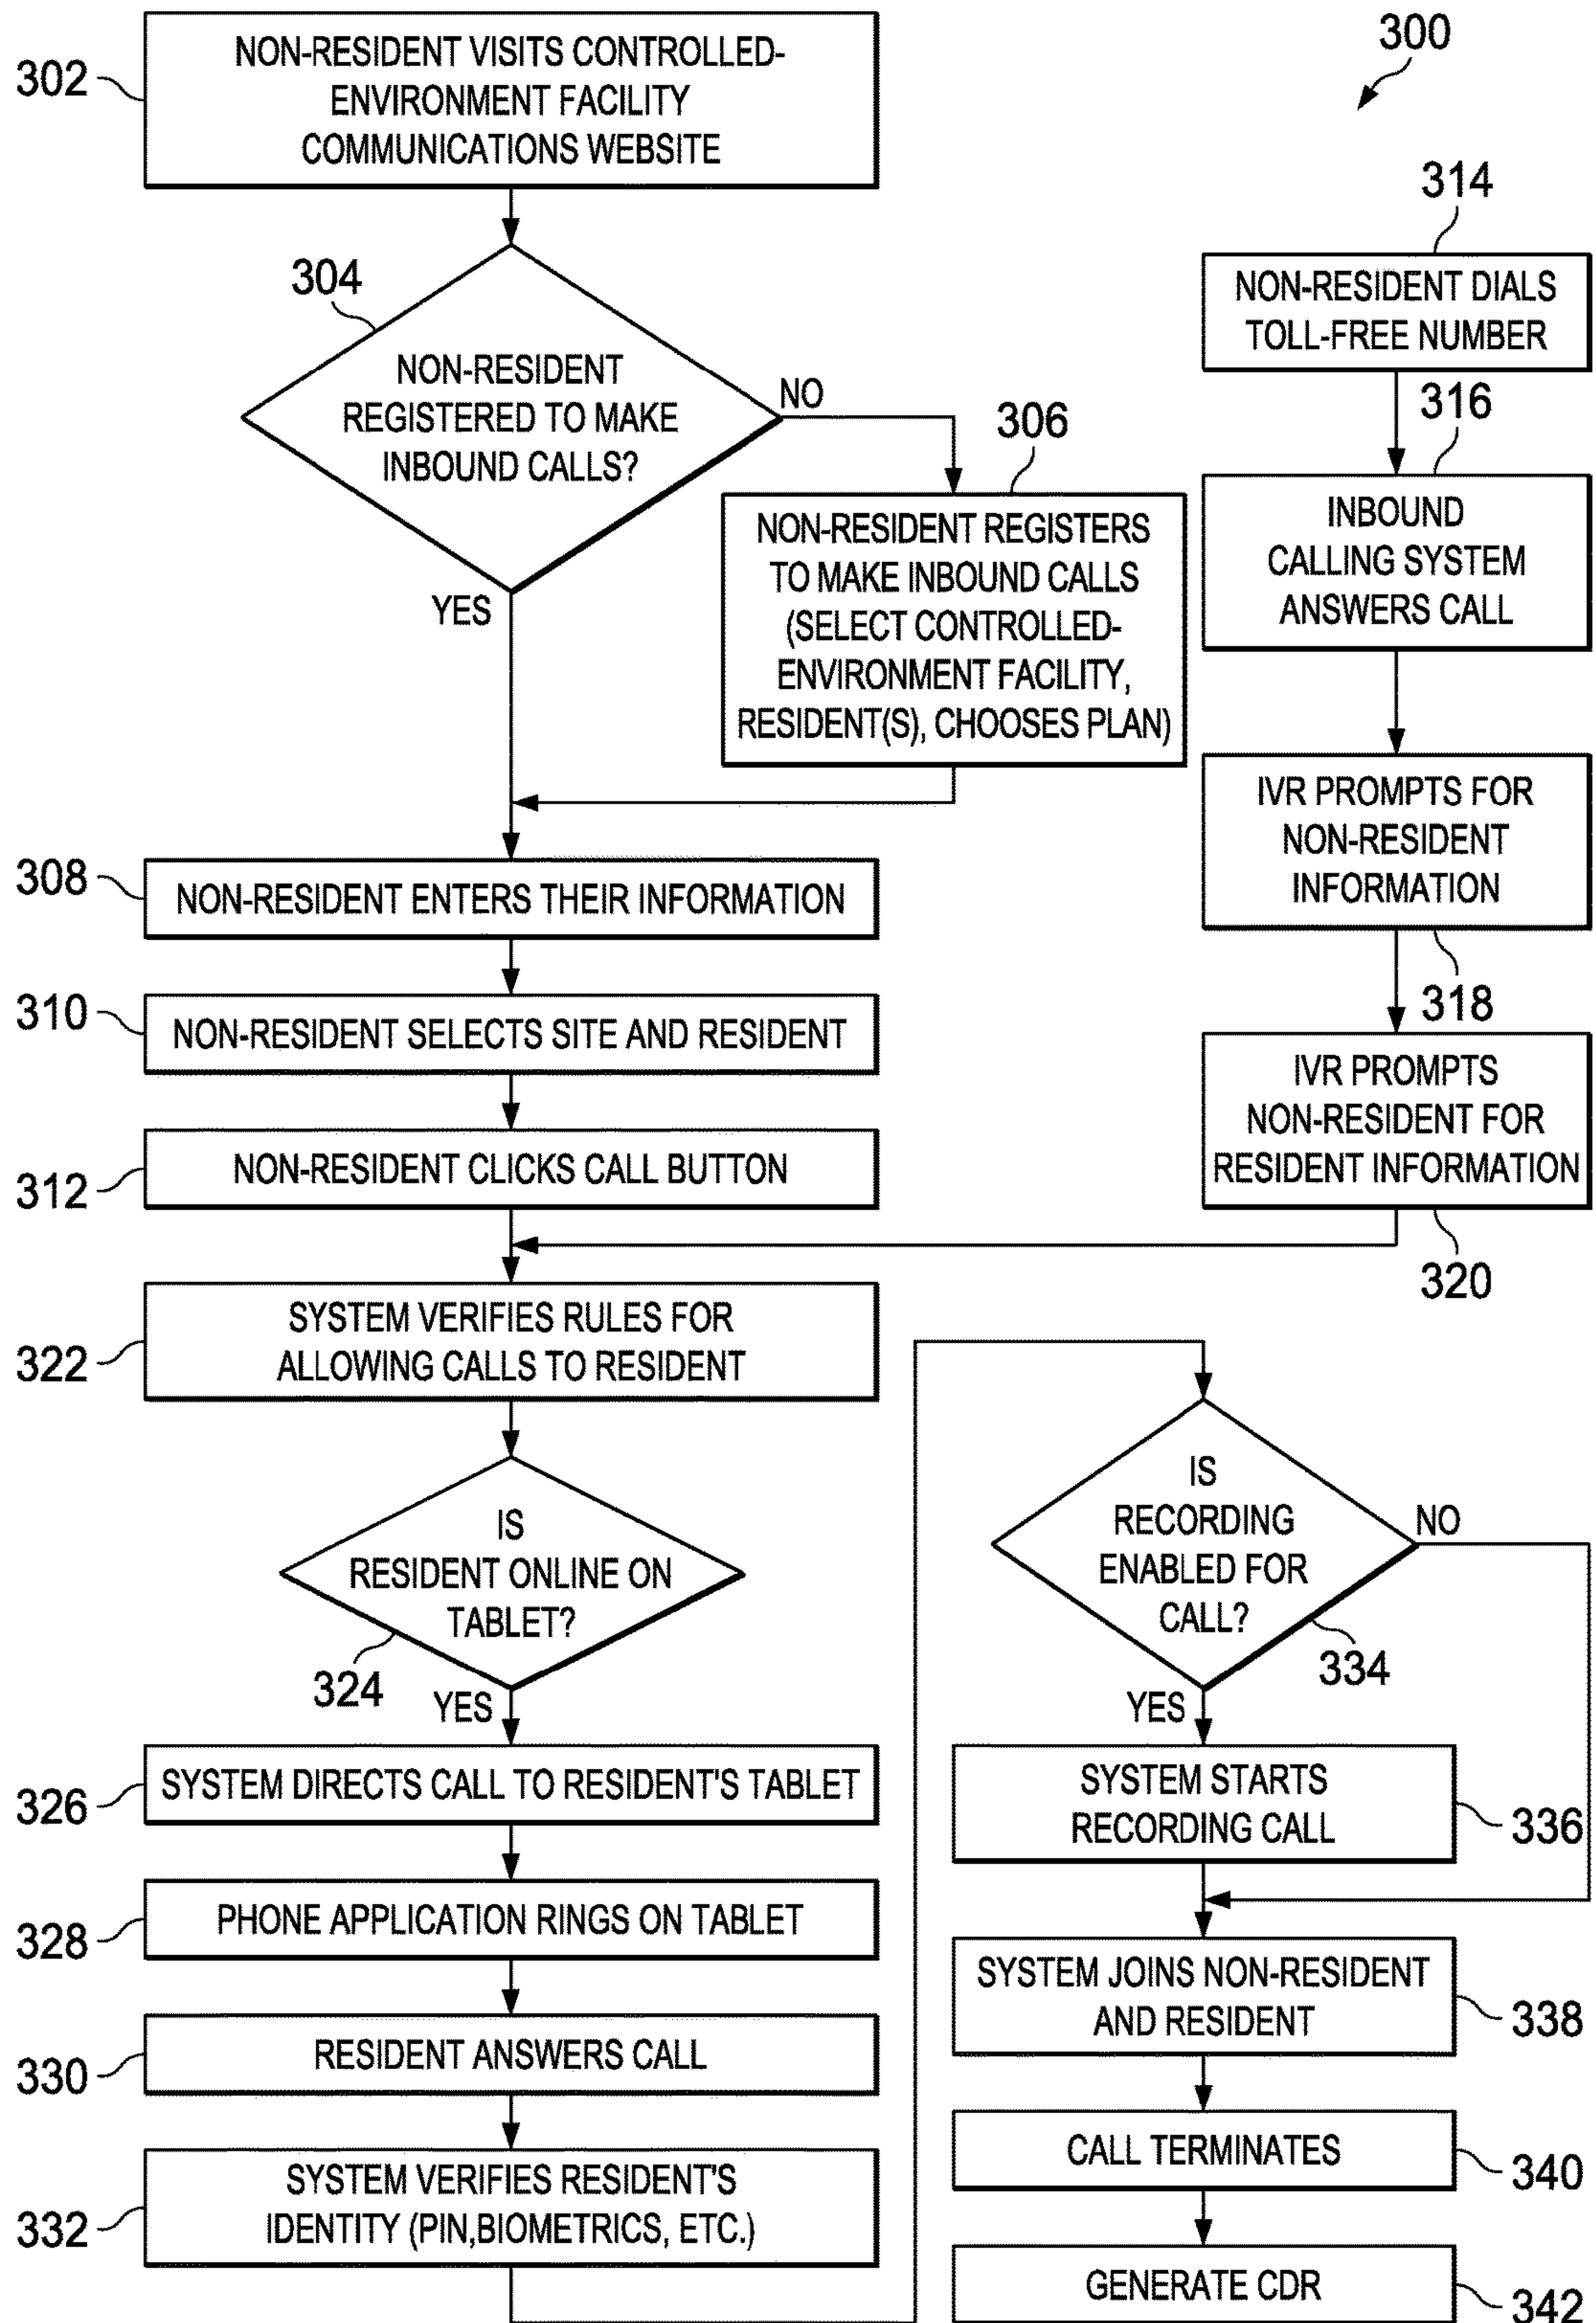 300
302
NON-RESIDENT VISITS CONTROLLED-
ENVIRONMENT FACILITY
COMMUNICATIONS WEBSITE
304
NON-RESIDENT
REGISTERED TO MAKE
INBOUND CALLS?
NO
YES
306
NON-RESIDENT REGISTERS
TO MAKE INBOUND CALLS
(SELECT CONTROLLED-
ENVIRONMENT FACILITY,
RESIDENT(S), CHOOSES PLAN)
308
NON-RESIDENT ENTERS THEIR INFORMATION
310
NON-RESIDENT SELECTS SITE AND RESIDENT
312
NON-RESIDENT CLICKS CALL BUTTON
314
NON-RESIDENT DIALS
TOLL-FREE NUMBER
316
INBOUND
CALLING SYSTEM
ANSWERS CALL
IVR PROMPTS FOR
NON-RESIDENT
INFORMATION
318
IVR PROMPTS
NON-RESIDENT FOR
RESIDENT INFORMATION
320
322
SYSTEM VERIFIES RULES FOR
ALLOWING CALLS TO RESIDENT
IS
RESIDENT ONLINE ON
TABLET?
324
YES
326
SYSTEM DIRECTS CALL TO RESIDENT'S TABLET
328
PHONE APPLICATION RINGS ON TABLET
330
RESIDENT ANSWERS CALL
332
SYSTEM VERIFIES RESIDENT'S
IDENTITY (PIN,BIOMETRICS, ETC.)
IS
RECORDING
ENABLED FOR
CALL?
NO
334
YES
SYSTEM STARTS
RECORDING CALL
336
SYSTEM JOINS NON-RESIDENT
AND RESIDENT
338
CALL TERMINATES
340
GENERATE CDR
342